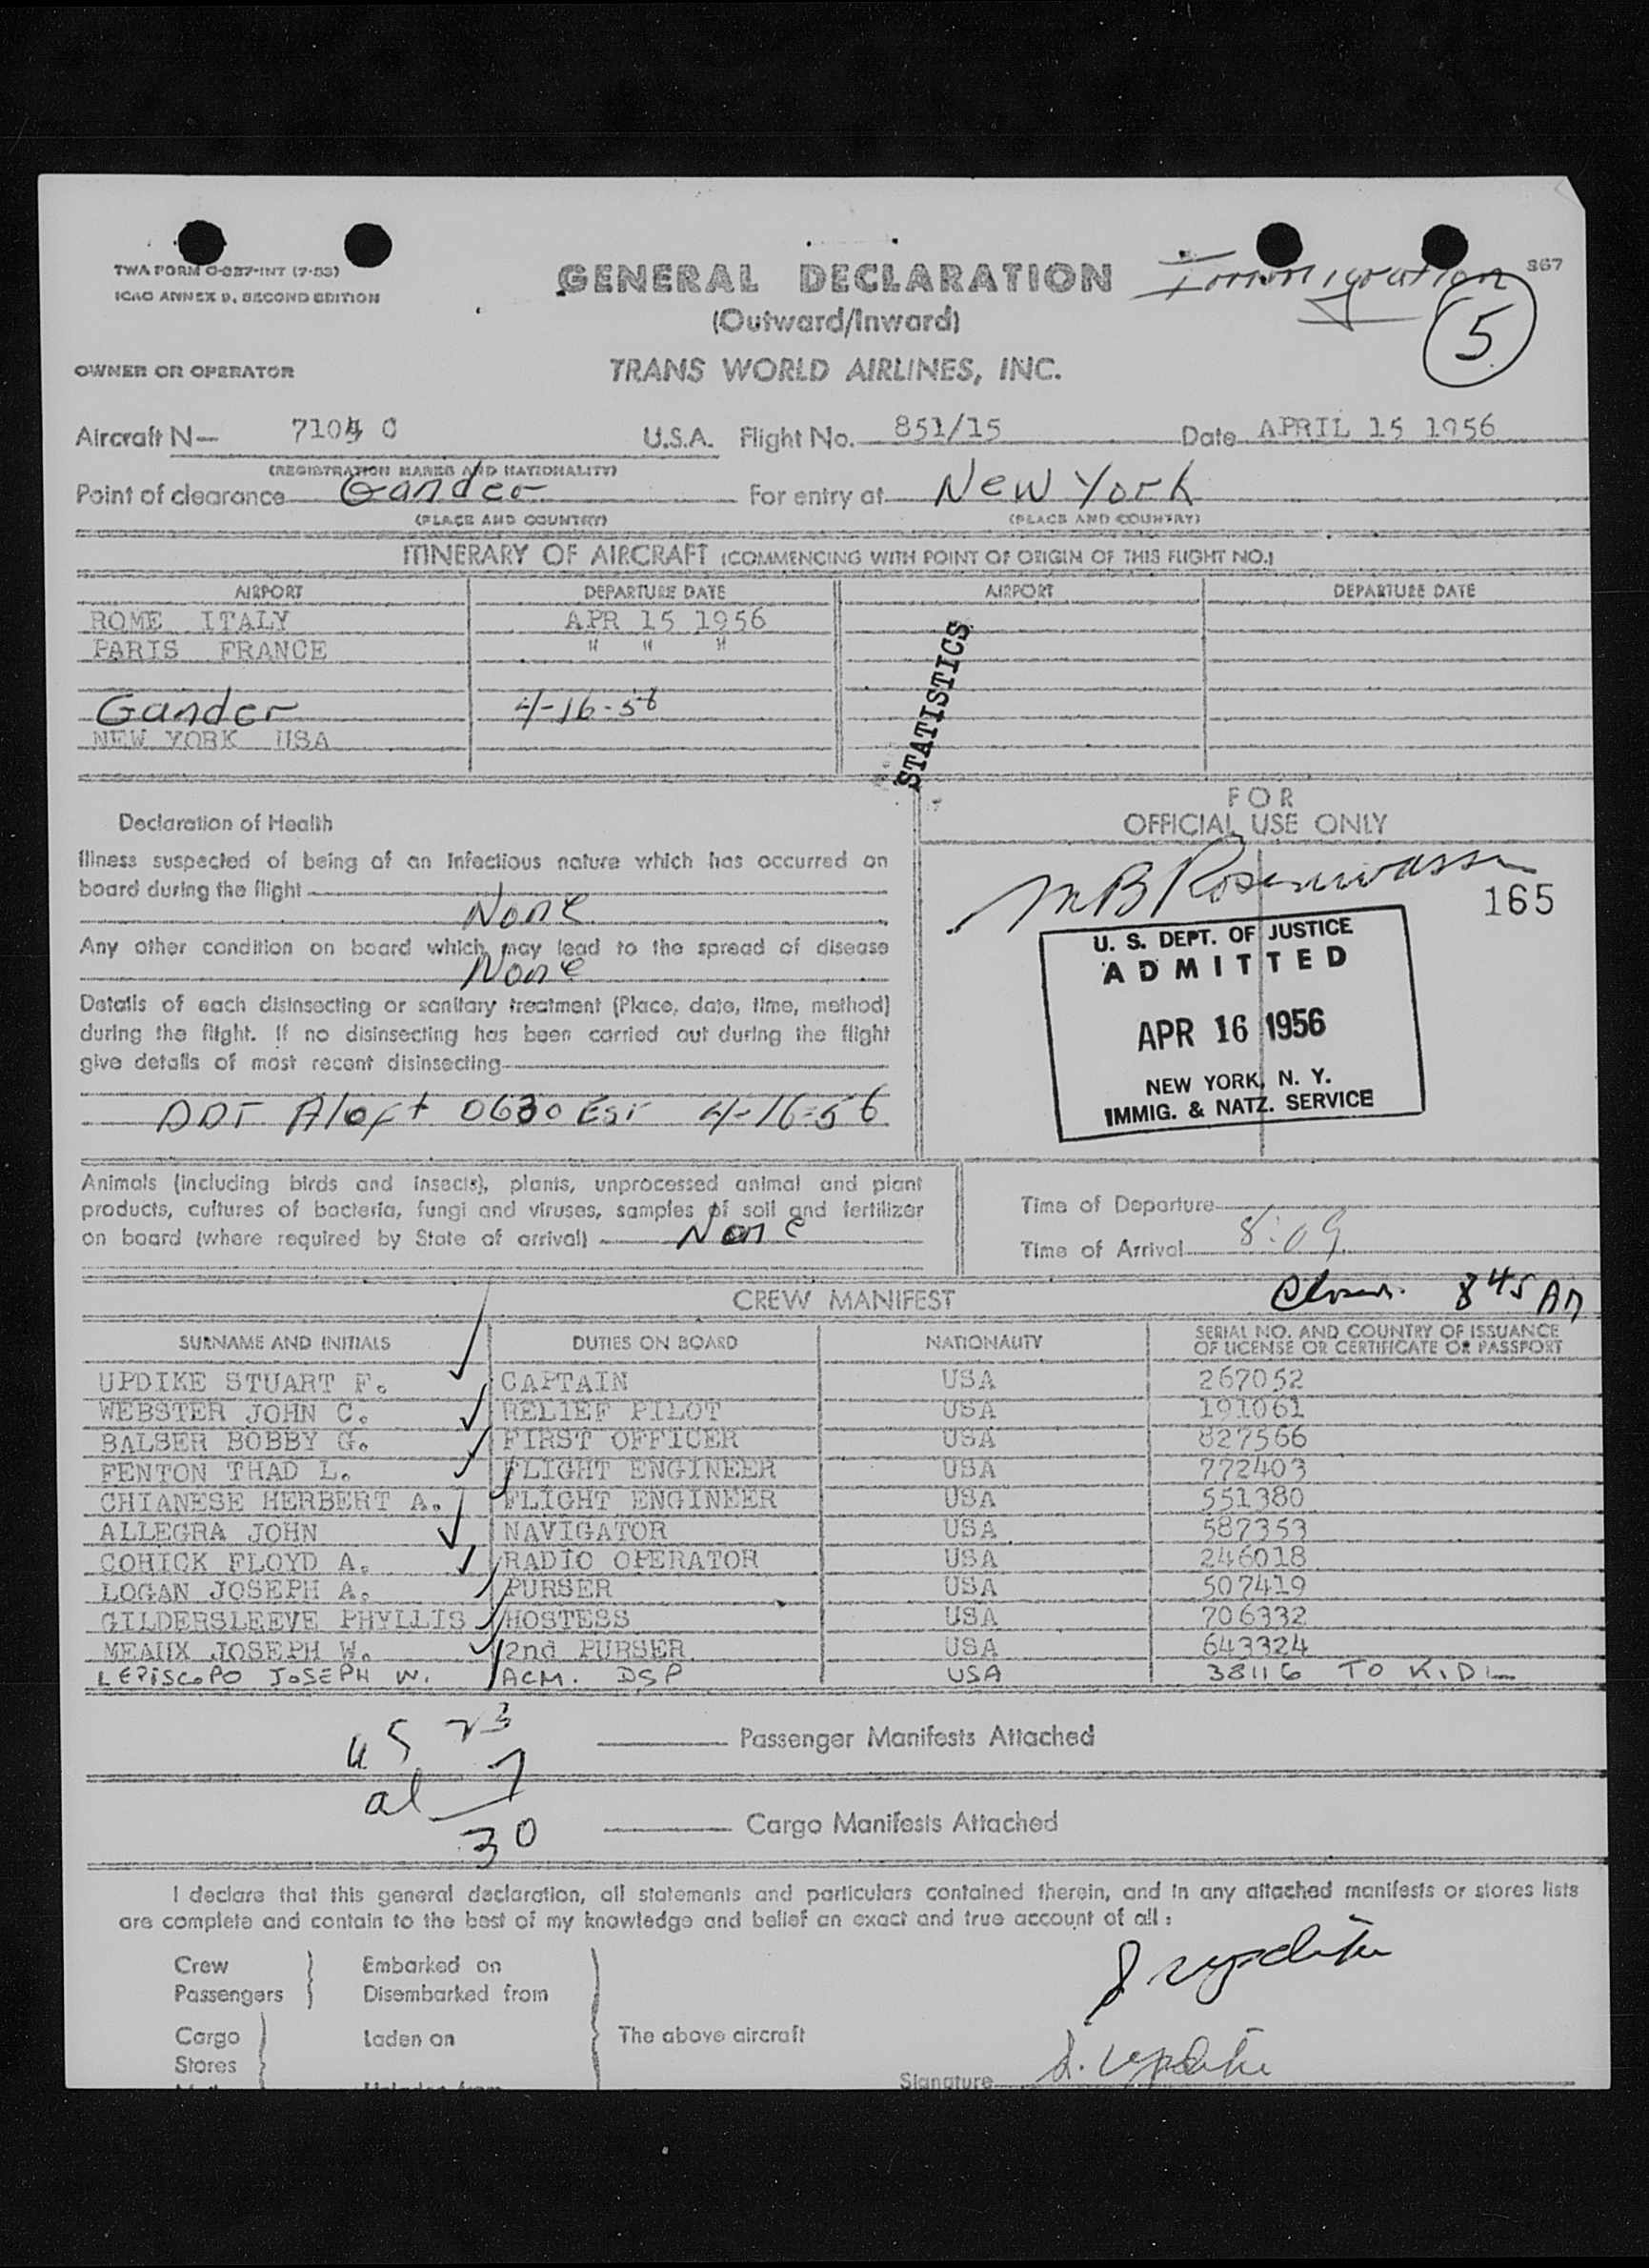 TWA FORM O-287-INT (7-53)
ICAO ANNEX 9, SECOND EDITION
GENERAL DECLARATION
Immigration
867
5
(Outward/Inward)
OWNER OR OPERATOR
TRANS WORLD AIRLINES, INC.
Aircraft N— 710 C U.S.A. Flight No. 851/15 Date APRIL 15 1956
(REGISTRATION MARKS AND NATIONALITY)
Point of clearance Gander For entry at New York
(PLACE AND COUNTRY) (PLACE AND COUNTRY)
ITINERARY OF AIRCRAFT (COMMENCING WITH POINT OF ORIGIN OF THIS FLIGHT NO.)
AIRPORT DEPARTURE DATE AIRPORT DEPARTURE DATE
ROME ITALY APR 15 1956
PARIS FRANCE " " "
Gander 4-16-56
NEW YORK USA
STATISTICS
FOR
OFFICIAL USE ONLY
Declaration of Health
Illness suspected of being of an infectious nature which has occurred on
board during the flight
None
Any other condition on board which may lead to the spread of disease
None
Details of each disinsecting or sanitary treatment (Place, date, time, method)
during the flight. If no disinsecting has been carried out during the flight
give details of most recent disinsecting
DDT Aloft 0630 EST 4-16-56
MB
165
U. S. DEPT. OF JUSTICE
ADMITTED
APR 16 1956
NEW YORK, N. Y.
IMMIG. & NATZ. SERVICE
Animals (including birds and insects), plants, unprocessed animal and plant
products, cultures of bacteria, fungi and viruses, samples of soil and fertilizer
on board (where required by State of arrival) None
Time of Departure
Time of Arrival 8:09
845 AM
CREW MANIFEST
SURNAME AND INITIALS DUTIES ON BOARD NATIONALITY SERIAL NO. AND COUNTRY OF ISSUANCE
OF LICENSE OR CERTIFICATE OR PASSPORT
UPDIKE STUART F. CAPTAIN USA 267052
WEBSTER JOHN C. RELIEF PILOT USA 191061
BALSER BOBBY G. FIRST OFFICER USA 827566
FENTON THAD L. FLIGHT ENGINEER USA 772403
CHIANESE HERBERT A. FLIGHT ENGINEER USA 551380
ALLEGRA JOHN NAVIGATOR USA 587353
COHICK FLOYD A. RADIO OPERATOR USA 246018
LOGAN JOSEPH A. PURSER USA 507419
GILDERSLEEVE PHYLLIS HOSTESS USA 706332
MEAUX JOSEPH W. 2nd PURSER USA 643324
LEPISCOPO JOSEPH W. ACM. DSP USA 38116 TO KIDL
US 23
al 7
30
Passenger Manifests Attached
Cargo Manifests Attached
I declare that this general declaration, all statements and particulars contained therein, and in any attached manifests or stores lists
are complete and contain to the best of my knowledge and belief an exact and true account of all:
Crew Embarked on
Passengers Disembarked from
Cargo Laden on The above aircraft
Stores
S Updike
Signature S. Updike